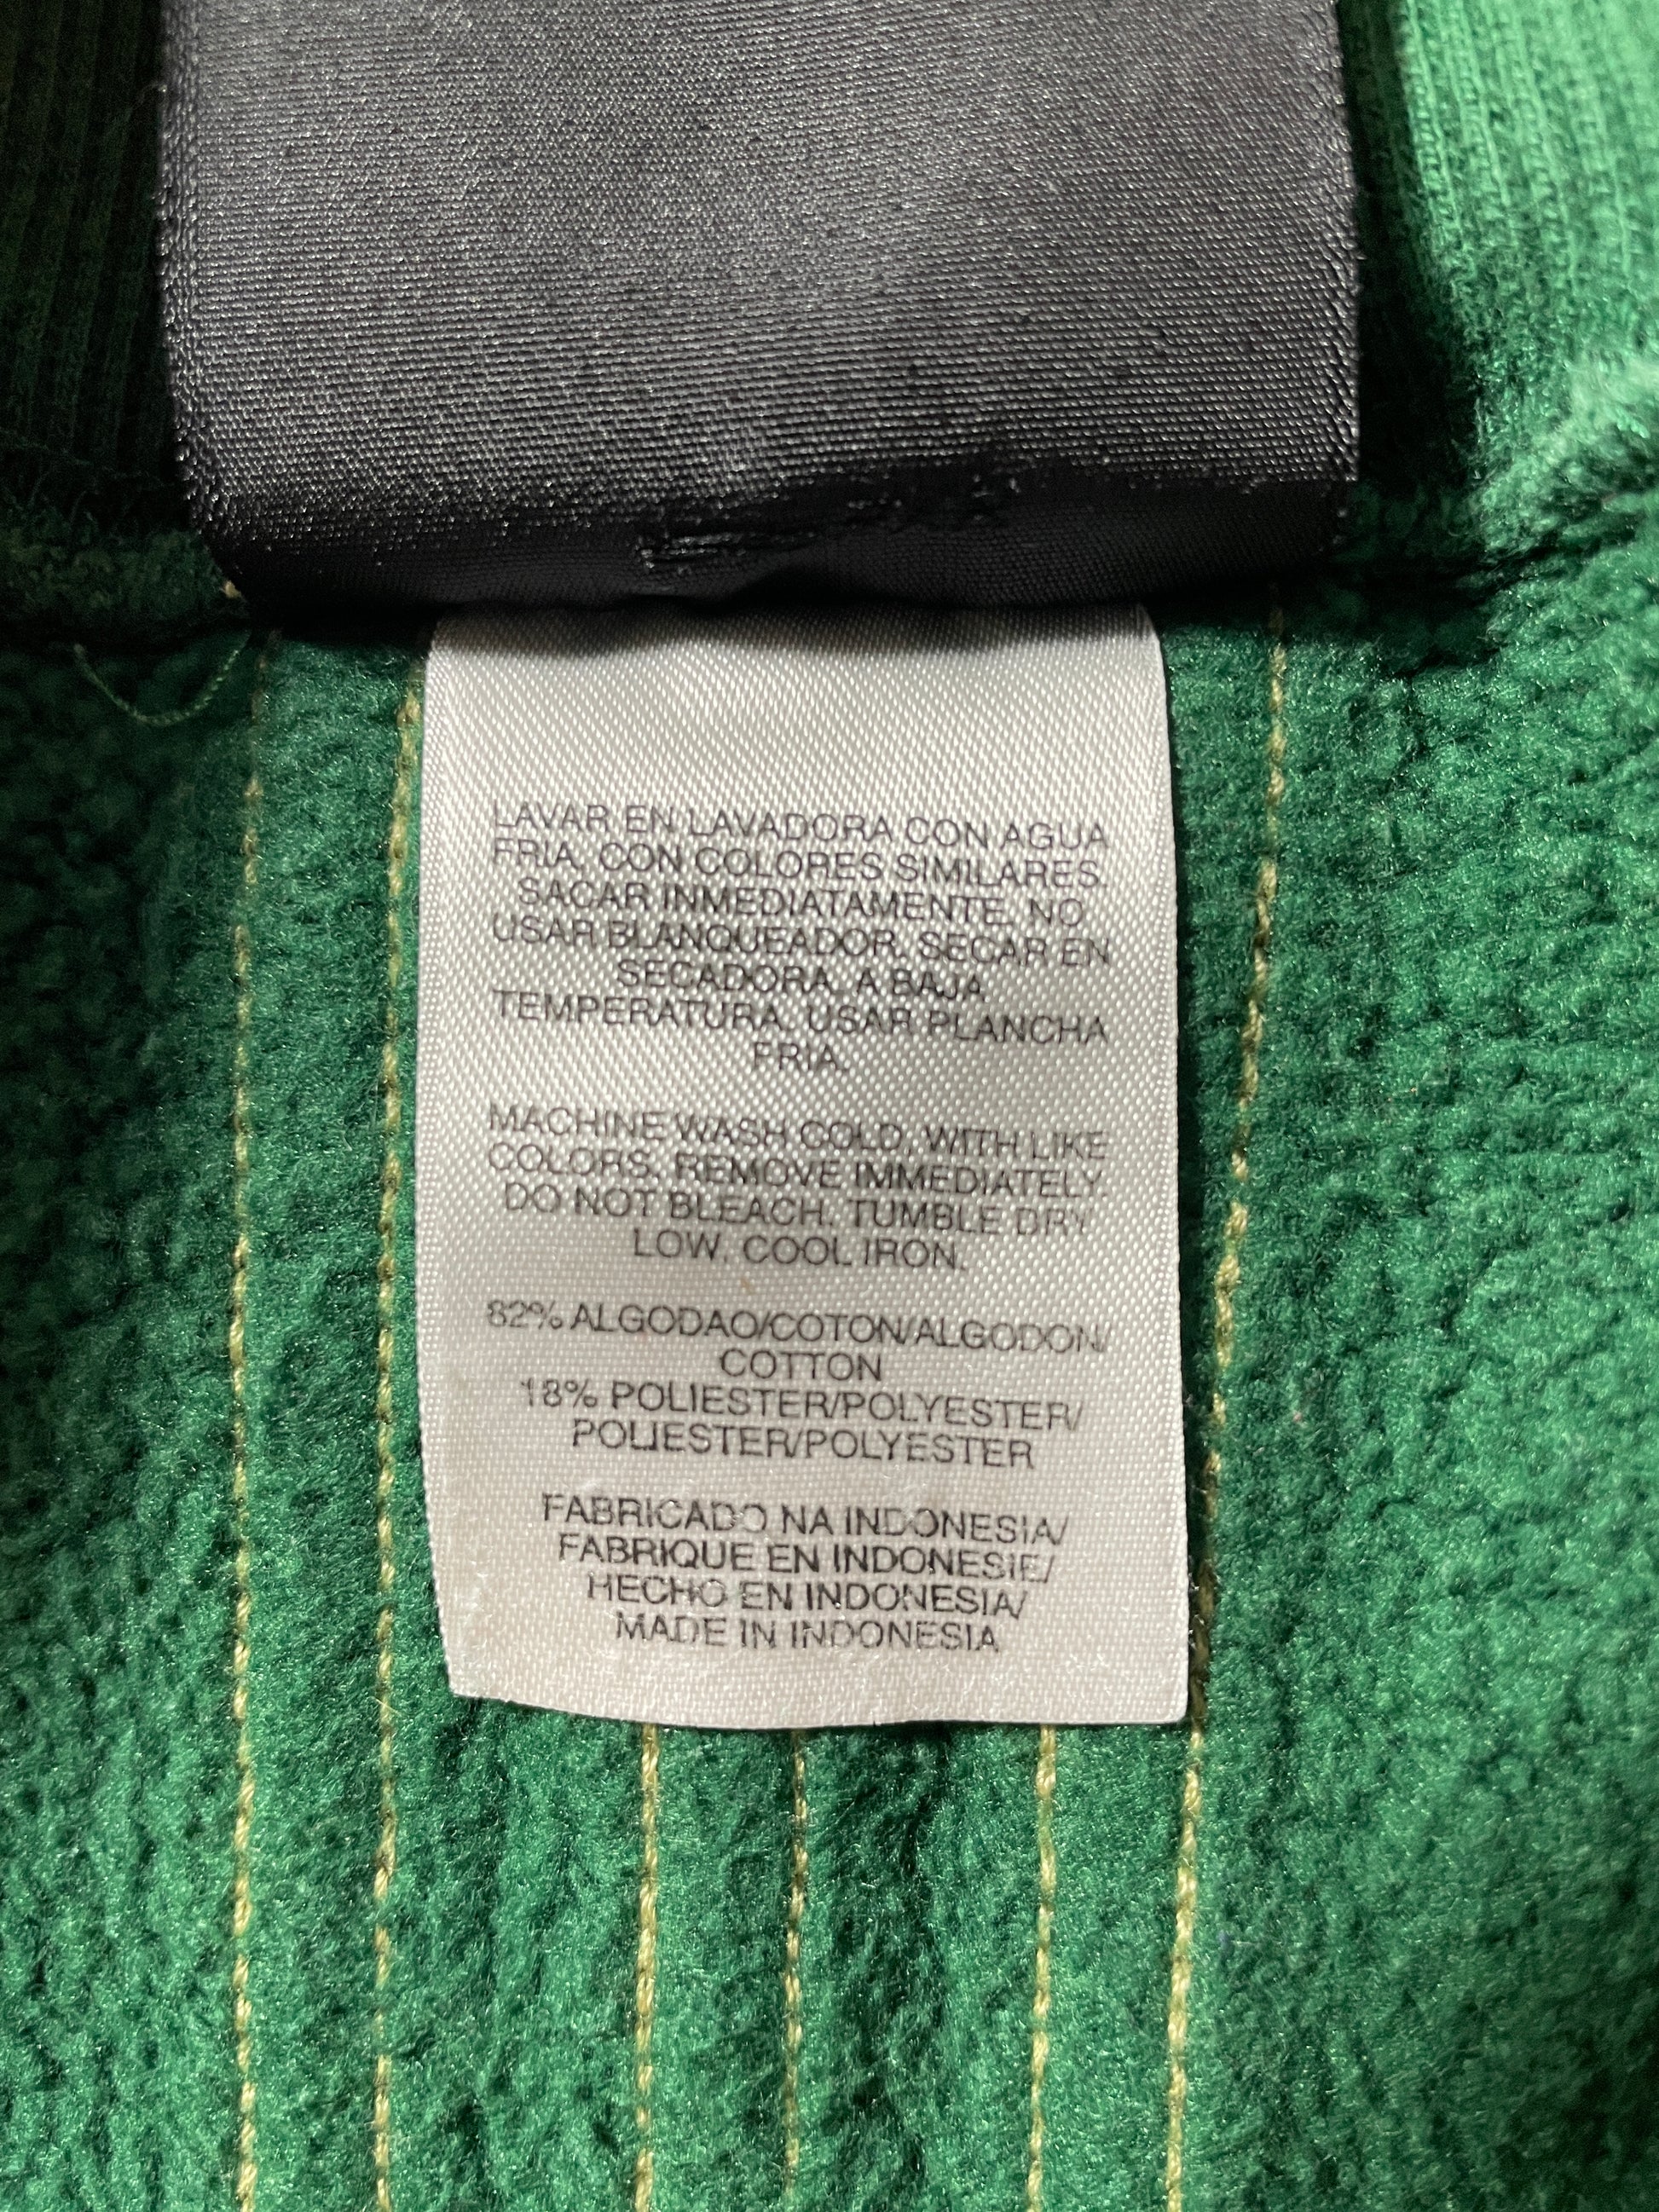 LAVAR EN LAVADORA CON AGUA
FRIA, CON COLORES SIMILARES.
SACAR INMEDIATAMENTE. NO
USAR BLANQUEADOR. SECAR EN
SECADORA, A BAJA
TEMPERATURA. USAR PLANCHA
FRIA.
MACHINE WASH COLD, WITH LIKE
COLORS. REMOVE IMMEDIATELY.
DO NOT BLEACH. TUMBLE DRY
LOW. COOL IRON.
82% ALGODAO/COTON/ALGODON/
COTTON
18% POLIESTER/POLYESTER/
POLIESTER/POLYESTER
FABRICADO NA INDONESIA/
FABRIQUE EN INDONESIE/
HECHO EN INDONESIA/
MADE IN INDONESIA